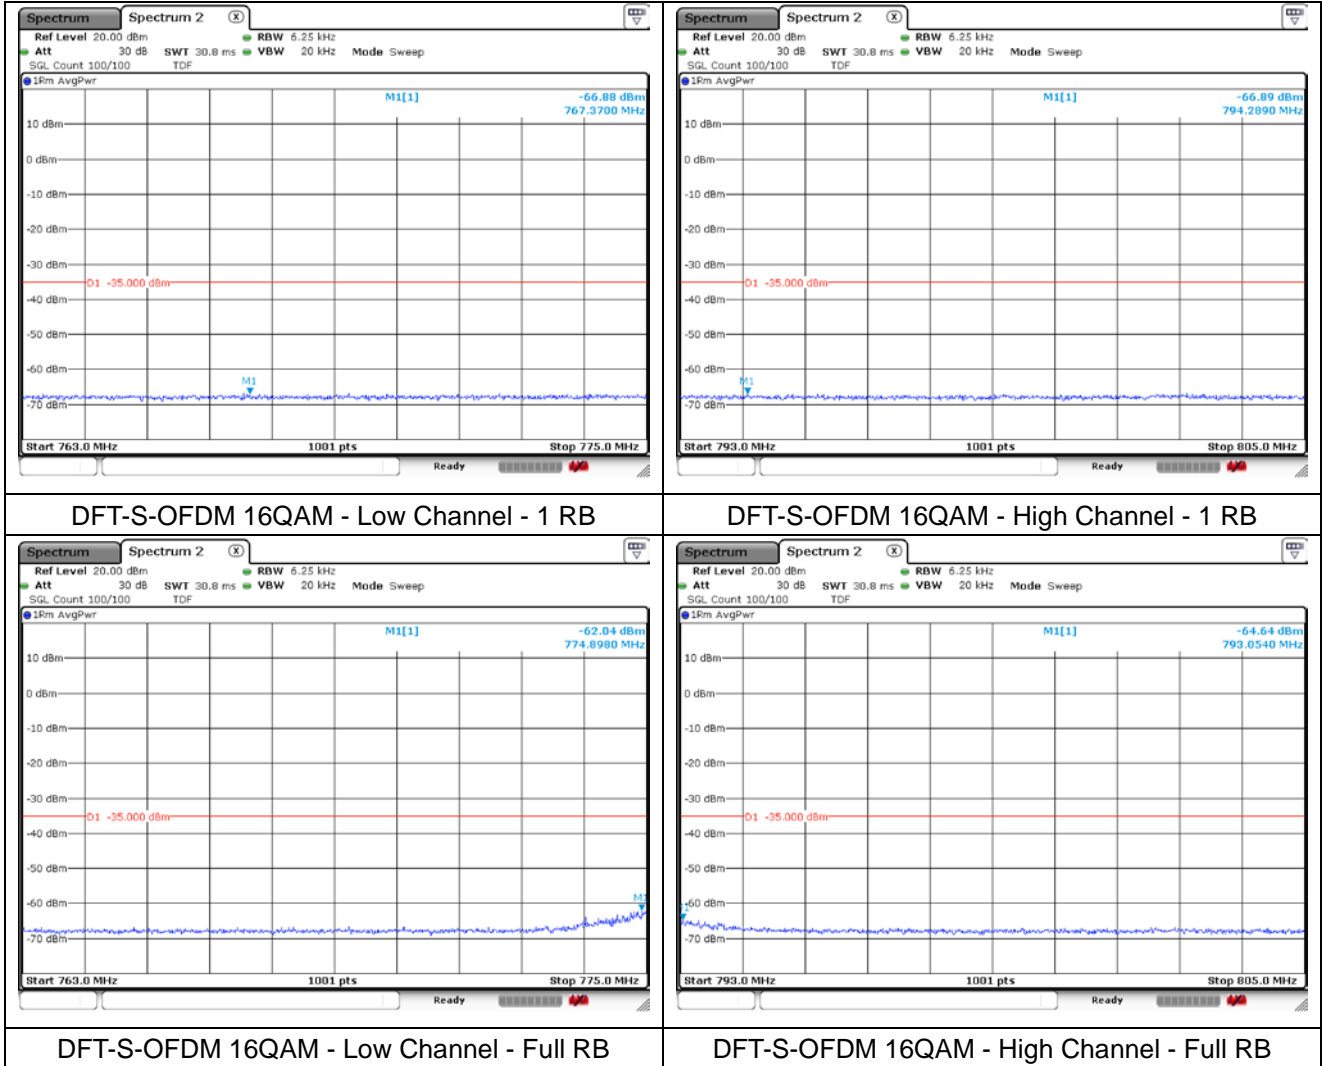 Spectrum Spectrum 2 X
Ref Level 20.00 dBm RBW 6.25 kHz
Att 30 dB SWT 30.8 ms VBW 20 kHz Mode Sweep
SGL Count 100/100 TDF
1Rm AvgPwr
M1[1] -66.88 dBm
767.3700 MHz
10 dBm
0 dBm
-10 dBm
-20 dBm
-30 dBm
D1 -35.000 dBm
-40 dBm
-50 dBm
-60 dBm
M1
-70 dBm
Start 763.0 MHz 1001 pts Stop 775.0 MHz
Ready
Spectrum Spectrum 2 X
Ref Level 20.00 dBm RBW 6.25 kHz
Att 30 dB SWT 30.8 ms VBW 20 kHz Mode Sweep
SGL Count 100/100 TDF
1Rm AvgPwr
M1[1] -66.89 dBm
794.2890 MHz
10 dBm
0 dBm
-10 dBm
-20 dBm
-30 dBm
D1 -35.000 dBm
-40 dBm
-50 dBm
-60 dBm
M1
-70 dBm
Start 793.0 MHz 1001 pts Stop 805.0 MHz
Ready
DFT-S-OFDM 16QAM - Low Channel - 1 RB
DFT-S-OFDM 16QAM - High Channel - 1 RB
Spectrum Spectrum 2 X
Ref Level 20.00 dBm RBW 6.25 kHz
Att 30 dB SWT 30.8 ms VBW 20 kHz Mode Sweep
SGL Count 100/100 TDF
1Rm AvgPwr
M1[1] -62.04 dBm
774.8980 MHz
10 dBm
0 dBm
-10 dBm
-20 dBm
-30 dBm
D1 -35.000 dBm
-40 dBm
-50 dBm
-60 dBm
M1
-70 dBm
Start 763.0 MHz 1001 pts Stop 775.0 MHz
Ready
Spectrum Spectrum 2 X
Ref Level 20.00 dBm RBW 6.25 kHz
Att 30 dB SWT 30.8 ms VBW 20 kHz Mode Sweep
SGL Count 100/100 TDF
1Rm AvgPwr
M1[1] -64.64 dBm
793.0540 MHz
10 dBm
0 dBm
-10 dBm
-20 dBm
-30 dBm
D1 -35.000 dBm
-40 dBm
-50 dBm
-60 dBm
-70 dBm
Start 793.0 MHz 1001 pts Stop 805.0 MHz
Ready
DFT-S-OFDM 16QAM - Low Channel - Full RB
DFT-S-OFDM 16QAM - High Channel - Full RB